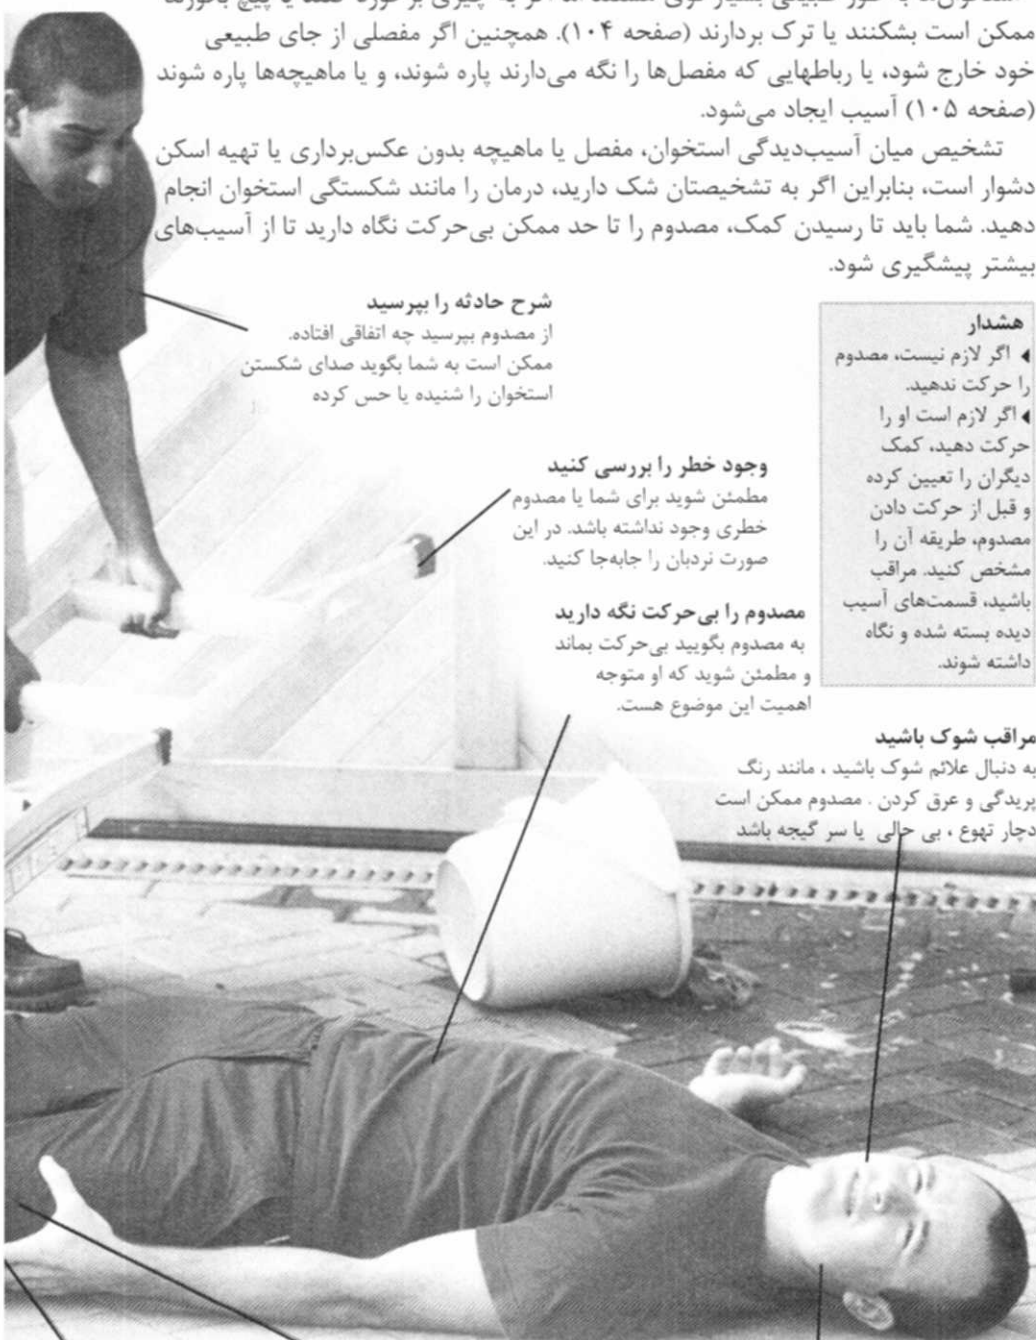 ممکن است بشکنند یا ترک بردارند (صفحه ۱۰۴). همچنین اگر مفصلی از جای طبیعی
خود خارج شود، یا رباطهایی که مفصل‌ها را نگه می‌دارند پاره شوند، و یا ماهیچه‌ها پاره شوند
(صفحه ۱۰۵) آسیب ایجاد می‌شود.
تشخیص میان آسیب‌دیدگی استخوان، مفصل یا ماهیچه بدون عکس‌برداری یا تهیه اسکن
دشوار است، بنابراین اگر به تشخیصتان شک دارید، درمان را مانند شکستگی استخوان انجام
دهید. شما باید تا رسیدن کمک، مصدوم را تا حد ممکن بی‌حرکت نگاه دارید تا از آسیب‌های
بیشتر پیشگیری شود.
هشدار
اگر لازم نیست، مصدوم
را حرکت ندهید.
اگر لازم است او را
حرکت دهید، کمک
دیگران را تعیین کرده
و قبل از حرکت دادن
مصدوم، طریقه آن را
مشخص کنید. مراقب
باشید، قسمت‌های آسیب
دیده بسته شده و نگاه
داشته شوند.
شرح حادثه را بپرسید
از مصدوم بپرسید چه اتفاقی افتاده.
ممکن است به شما بگوید صدای شکستن
استخوان را شنیده یا حس کرده
وجود خطر را بررسی کنید
مطمئن شوید برای شما یا مصدوم
خطری وجود نداشته باشد. در این
صورت نردبان را جابه‌جا کنید.
مصدوم را بی‌حرکت نگه دارید
به مصدوم بگویید بی‌حرکت بماند
و مطمئن شوید که او متوجه
اهمیت این موضوع هست.
مراقب شوک باشید
به دنبال علائم شوک باشید ، مانند رنگ
پریدگی و عرق کردن . مصدوم ممکن است
دچار تهوع ، بی حالی یا سر گیجه باشد